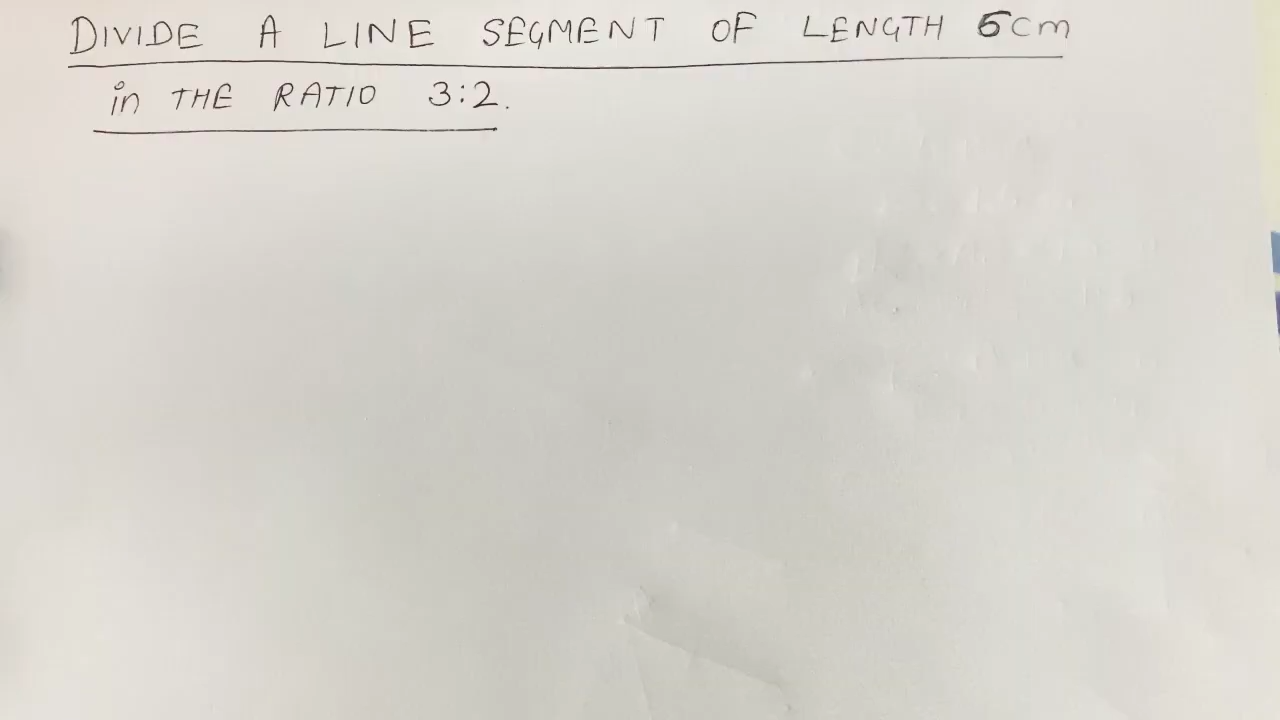 DIVIDE A LINE SEGMENT OF LENGTH 5cm
in THE RATIO 3:2.